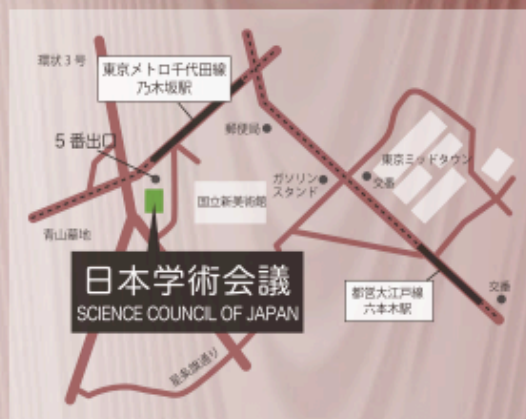 環状3号
東京メトロ千代田線
乃木坂駅
5番出口
郵便局
ガソリン
スタンド
交番
東京ミッドタウン
国立新美術館
青山墓地
日本学術会議
SCIENCE COUNCIL OF JAPAN
都営大江戸線
六本木駅
交番
星条旗通り